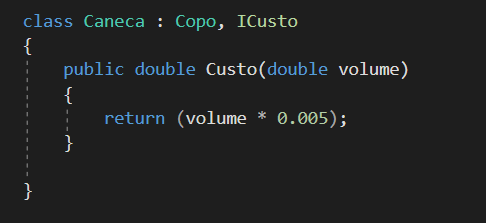 class Caneca : Copo, ICusto
{
public double Custo(double volume)
{
return (volume * 0.005);
}
}